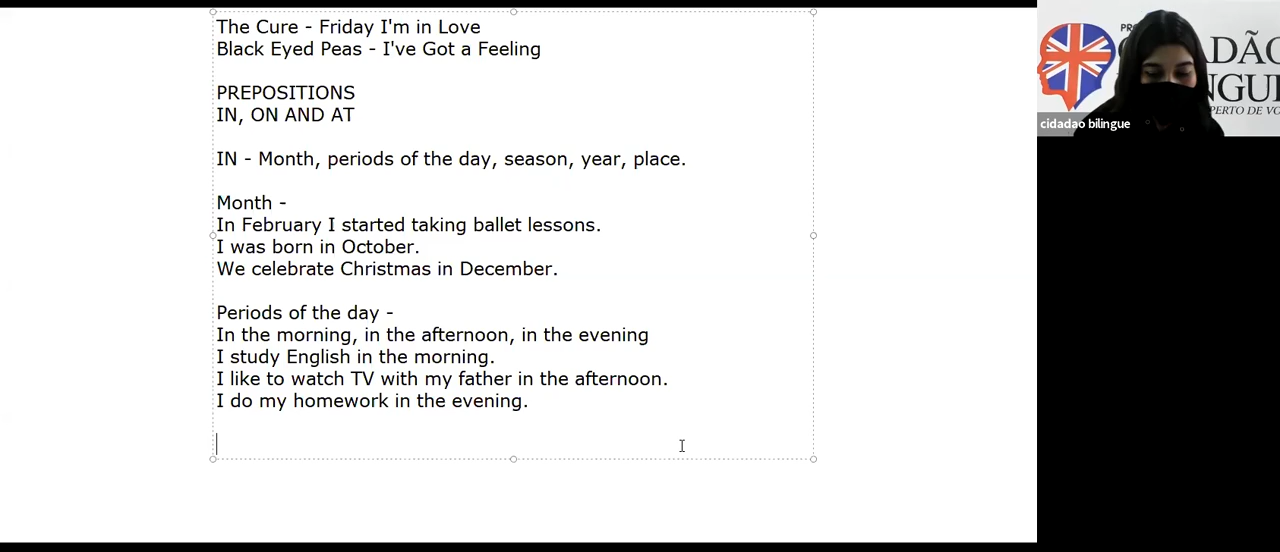 The Cure - Friday I'm in Love
Black Eyed Peas - I've Got a Feeling
PREPOSITIONS
IN, ON AND AT
IN - Month, periods of the day, season, year, place.
Month -
In February I started taking ballet lessons.
I was born in October.
We celebrate Christmas in December.
Periods of the day -
In the morning, in the afternoon, in the evening
I study English in the morning.
I like to watch TV with my father in the afternoon.
I do my homework in the evening.
cidadao bilingue